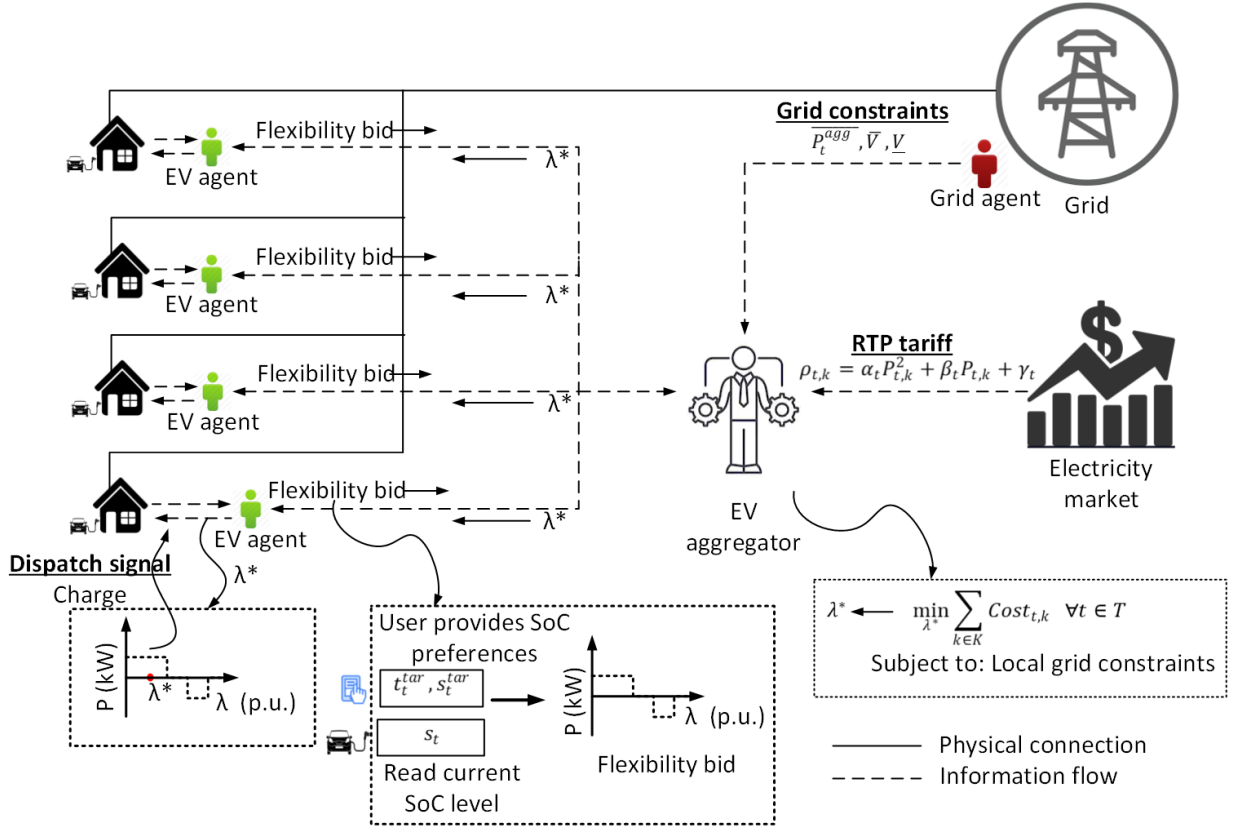 Grid constraints
$\overline{P_t^{agg}}, \overline{V}, \underline{V}$
Grid agent
Grid
Flexibility bid
λ*
EV agent
Flexibility bid
λ*
EV agent
Flexibility bid
λ*
EV agent
Flexibility bid
λ*
EV agent
RTP tariff
$\rho_{t,k} = \alpha_t P_{t,k}^2 + \beta_t P_{t,k} + \gamma_t$
Electricity
market
EV
aggregator
Dispatch signal
Charge
λ*
P (kW)
λ*
λ (p.u.)
User provides SoC
preferences
$t_t^{tar}, s_t^{tar}$
$s_t$
Read current
SoC level
P (kW)
λ (p.u.)
Flexibility bid
$\lambda^* \leftarrow \min_{\lambda^*} \sum_{k \in K} Cost_{t,k} \quad \forall t \in T$
Subject to: Local grid constraints
Physical connection
Information flow